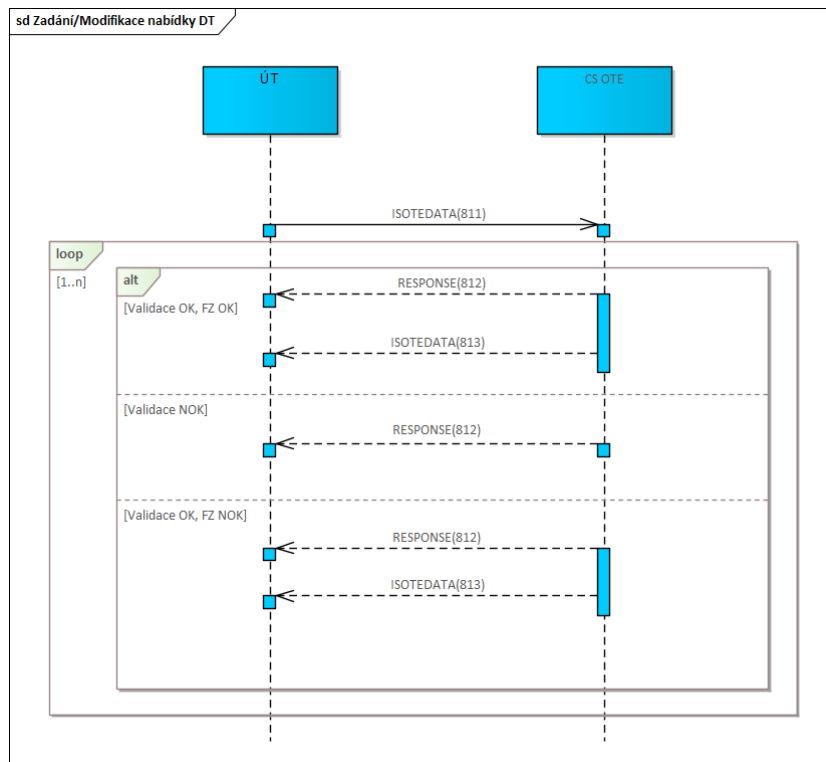 sd Zadání/Modifikace nabídky DT
ÚT
CS OTE
ISOTEDATA(811)
loop
[1..n]
alt
RESPONSE(812)
[Validace OK, FZ OK]
ISOTEDATA(813)
[Validace NOK]
RESPONSE(812)
[Validace OK, FZ NOK]
RESPONSE(812)
ISOTEDATA(813)